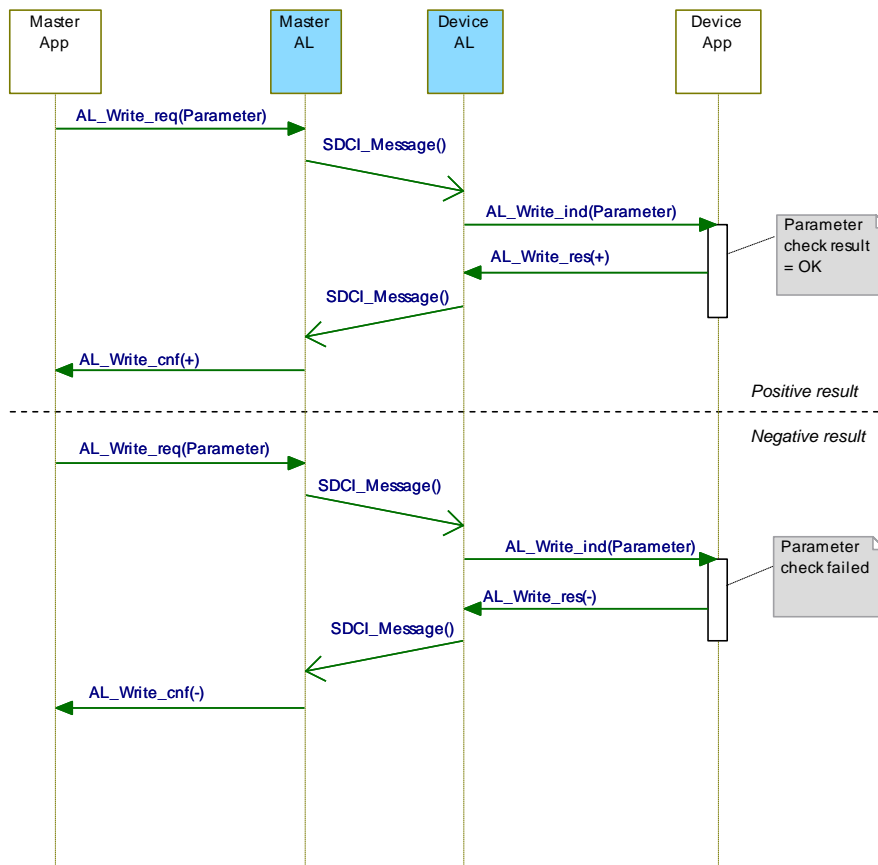 Master
App
Master
AL
Device
AL
Device
App
AL_Write_req(Parameter)
SDCI_Message()
AL_Write_ind(Parameter)
Parameter
check result
= OK
AL_Write_res(+)
SDCI_Message()
AL_Write_cnf(+)
Positive result
Negative result
AL_Write_req(Parameter)
SDCI_Message()
AL_Write_ind(Parameter)
Parameter
check failed
AL_Write_res(-)
SDCI_Message()
AL_Write_cnf(-)